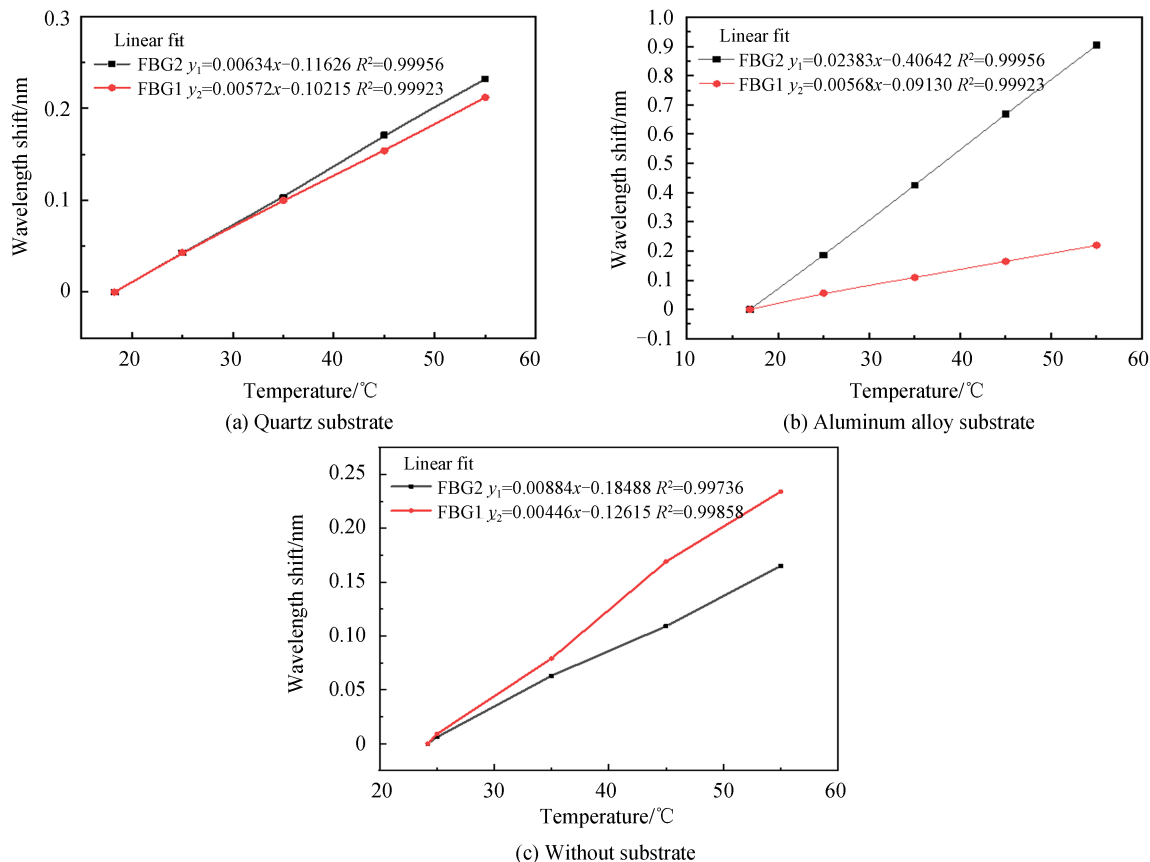 0.3
0.2
0.1
0
Wavelength shift/nm
Linear fit
FBG2 y₁=0.00634x−0.11626 R²=0.99956
FBG1 y₂=0.00572x−0.10215 R²=0.99923
20 30 40 50 60
Temperature/℃
(a) Quartz substrate
1.0
0.9
0.8
0.7
0.6
0.5
0.4
0.3
0.2
0.1
0
−0.1
Wavelength shift/nm
Linear fit
FBG2 y₁=0.02383x−0.40642 R²=0.99956
FBG1 y₂=0.00568x−0.09130 R²=0.99923
10 20 30 40 50 60
Temperature/℃
(b) Aluminum alloy substrate
0.25
0.20
0.15
0.10
0.05
0
Wavelength shift/nm
Linear fit
FBG2 y₁=0.00884x−0.18488 R²=0.99736
FBG1 y₂=0.00446x−0.12615 R²=0.99858
20 30 40 50 60
Temperature/℃
(c) Without substrate